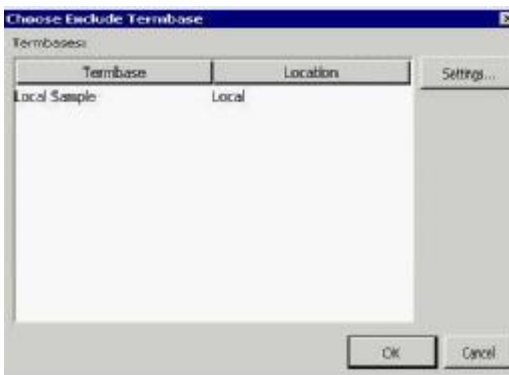 Choose Exclude Termbase
Termbases:
Termbase Location Settings...
Local Sample Local
OK Cancel